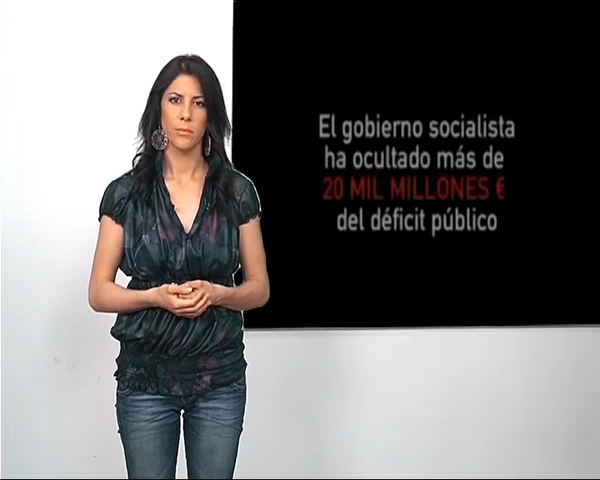 El gobierno socialista
ha ocultado más de
20 MIL MILLONES €
del déficit público